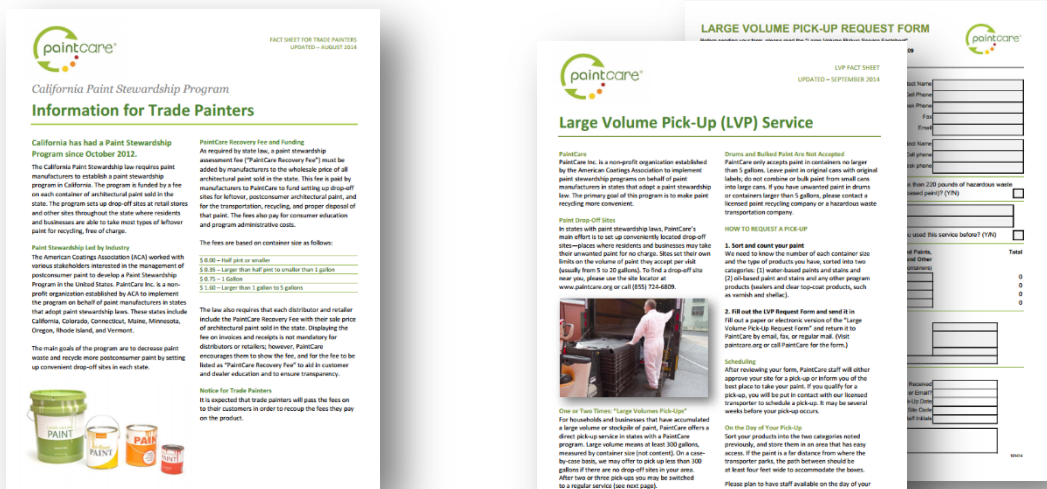 paintcare®
FACT SHEET FOR TRADE PAINTERS
UPDATED – AUGUST 2014
California Paint Stewardship Program
Information for Trade Painters
California has had a Paint Stewardship
Program since October 2012.
The California Paint Stewardship law requires paint
manufacturers to establish a paint stewardship
program in California. The program is funded by a fee
on each container of architectural paint sold in the
state. The program sets up drop-off sites at retail stores
and other sites throughout the state where residents
and businesses are able to take most types of leftover
paint for recycling, free of charge.
Paint Stewardship Led by Industry
The American Coatings Association (ACA) worked with
various stakeholders interested in the management of
postconsumer paint to develop a Paint Stewardship
Program in the United States. PaintCare Inc. is a non-
profit organization established by ACA to implement
the program on behalf of paint manufacturers in states
that adopt paint stewardship laws. These states include
California, Colorado, Connecticut, Maine, Minnesota,
Oregon, Rhode Island, and Vermont.
The main goals of the program are to decrease paint
waste and recycle more postconsumer paint by setting
up convenient drop-off sites in each state.
PAINT
PAINT
PAIN
PAINT
PaintCare Recovery Fee and Funding
As required by state law, a paint stewardship
assessment fee ("PaintCare Recovery Fee") must be
added by manufacturers to the wholesale price of all
architectural paint sold in the state. This fee is paid by
manufacturers to PaintCare to fund setting up drop-off
sites for leftover, postconsumer architectural paint, and
for the transportation, recycling, and proper disposal of
that paint. The fees also pay for consumer education
and program administrative costs.
The fees are based on container size as follows:
$ 0.00 – Half pint or smaller
$ 0.35 – Larger than half pint to smaller than 1 gallon
$ 0.75 – 1 Gallon
$ 1.60 – Larger than 1 gallon to 5 gallons
The law also requires that each distributor and retailer
include the PaintCare Recovery Fee with their sale price
of architectural paint sold in the state. Displaying the
fee on invoices and receipts is not mandatory for
distributors or retailers; however, PaintCare
encourages them to show the fee, and for the fee to be
listed as "PaintCare Recovery Fee" to aid in customer
and dealer education and to ensure transparency.
Notice for Trade Painters
It is expected that trade painters will pass the fees on
to their customers in order to recoup the fees they pay
on the product.
paintcare®
LVP FACT SHEET
UPDATED – SEPTEMBER 2014
Large Volume Pick-Up (LVP) Service
PaintCare
PaintCare Inc. is a non-profit organization established
by the American Coatings Association to implement
paint stewardship programs on behalf of paint
manufacturers in states that adopt a paint stewardship
law. The primary goal of this program is to make paint
recycling more convenient.
Paint Drop-Off Sites
In states with paint stewardship laws, PaintCare's
main effort is to set up conveniently located drop-off
sites—places where residents and businesses may take
their unwanted paint for no charge. Sites set their own
limits on the volume of paint they accept per visit
(usually from 5 to 20 gallons). To find a drop-off site
near you, please use the site locator at
www.paintcare.org or call (855) 724-6809.
One or Two Times: "Large Volumes Pick-Ups"
For households and businesses that have accumulated
a large volume or stockpile of paint, PaintCare offers a
direct pick-up service in states with a PaintCare
program. Large volume means at least 300 gallons,
measured by container size (not content). On a case-
by-case basis, we may offer to pick up less than 300
gallons if there are no drop-off sites in your area.
After two or three pick-ups you may be switched
to a regular service (see next page).
Drums and Bulked Paint Are Not Accepted
PaintCare only accepts paint in containers no larger
than 5 gallons. Leave paint in original cans with original
labels; do not combine or bulk paint from small cans
into large cans. If you have unwanted paint in drums
or containers larger than 5 gallons, please contact a
licensed paint recycling company or a hazardous waste
transportation company.
HOW TO REQUEST A PICK-UP
1. Sort and count your paint
We need to know the number of each container size
and the type of products you have, sorted into two
categories: (1) water-based paints and stains and
(2) oil-based paint and stains and any other program
products (sealers and clear top-coat products, such
as varnish and shellac).
2. Fill out the LVP Request Form and send it in
Fill out a paper or electronic version of the "Large
Volume Pick-Up Request Form" and return it to
PaintCare by email, fax, or regular mail. (Visit
paintcare.org or call PaintCare for the form.)
Scheduling
After reviewing your form, PaintCare staff will either
approve your site for a pick-up or inform you of the
best place to take your paint. If you qualify for a
pick-up, you will be put in contact with our licensed
transporter to schedule a pick-up. It may be several
weeks before your pick-up occurs.
On the Day of Your Pick-Up
Sort your products into the two categories noted
previously, and store them in an area that has easy
access. If the paint is a far distance from where the
transporter parks, the path between should be
at least four feet wide to accommodate the boxes.
Please plan to have staff available on the day of your
LARGE VOLUME PICK-UP REQUEST FORM
paintcare®
09
act Name
Cell Phone
Phone
Fax
Email
Name
Cell phone
phone
than 220 pounds of hazardous waste
based paint)? (Y/N)
used this service before? (Y/N)
Paints,
and Other
containers)
Total
0
0
0
0
Received
or Email?
-Up Date
Site Code
Initials